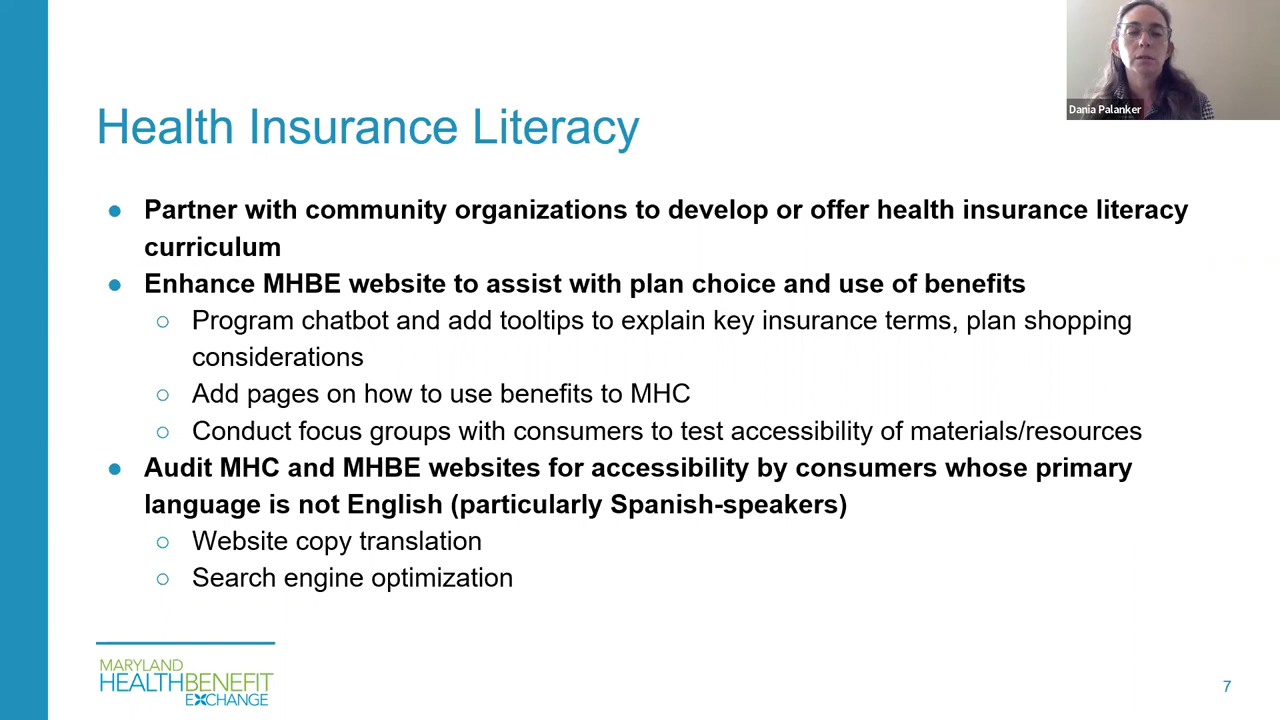 Dania Palanker
Health Insurance Literacy
● Partner with community organizations to develop or offer health insurance literacy
curriculum
● Enhance MHBE website to assist with plan choice and use of benefits
○ Program chatbot and add tooltips to explain key insurance terms, plan shopping
considerations
○ Add pages on how to use benefits to MHC
○ Conduct focus groups with consumers to test accessibility of materials/resources
● Audit MHC and MHBE websites for accessibility by consumers whose primary
language is not English (particularly Spanish-speakers)
○ Website copy translation
○ Search engine optimization
MARYLAND
HEALTHBENEFIT
EXCHANGE
7